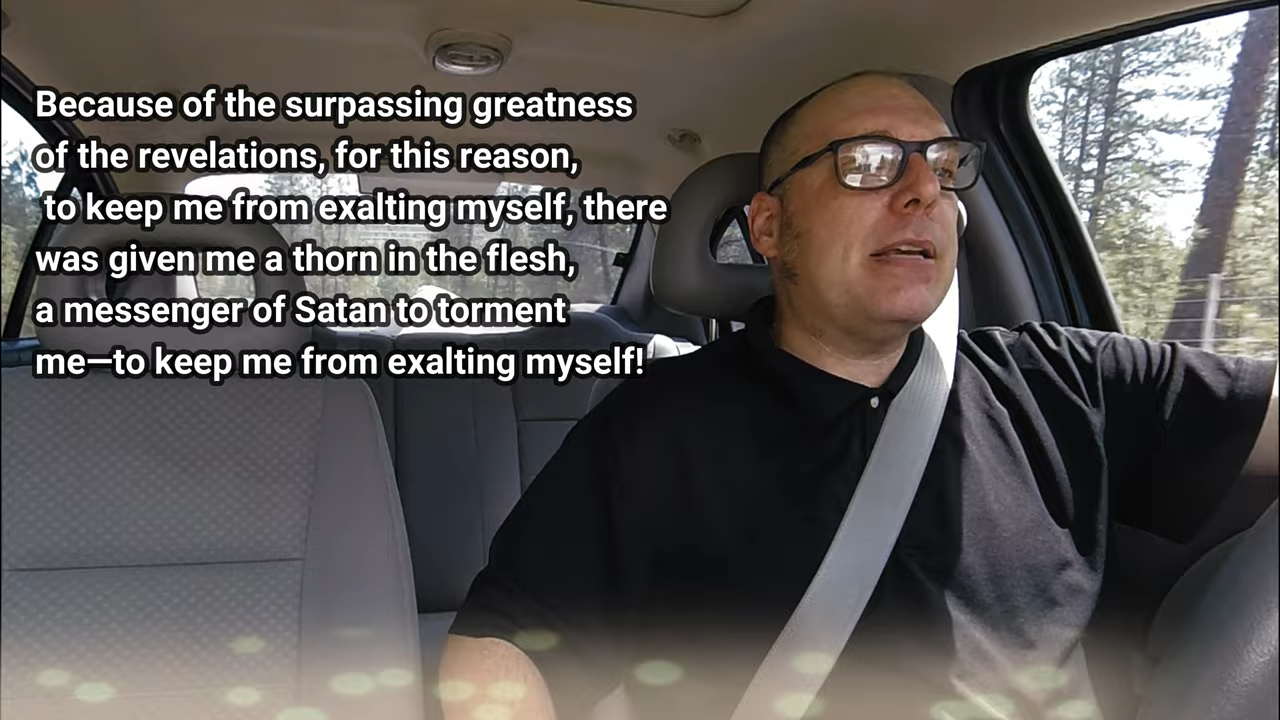 Because of the surpassing greatness
of the revelations, for this reason,
to keep me from exalting myself, there
was given me a thorn in the flesh,
a messenger of Satan to torment
me—to keep me from exalting myself!